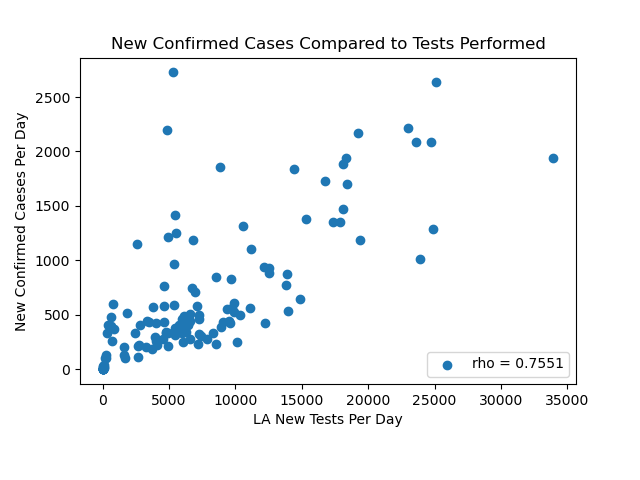 New Confirmed Cases Compared to Tests Performed
New Confirmed Caeses Per Day
2500
2000
1500
1000
500
0
0 5000 10000 15000 20000 25000 30000 35000
LA New Tests Per Day
rho = 0.7551